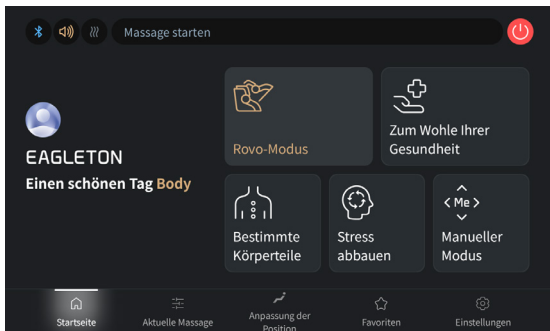 Massage starten
EAGLETON
Einen schönen Tag Body
Rovo-Modus
Zum Wohle Ihrer
Gesundheit
Bestimmte
Körperteile
Stress
abbauen
< Me >
Manueller
Modus
Startseite
Aktuelle Massage
Anpassung der
Position
Favoriten
Einstellungen